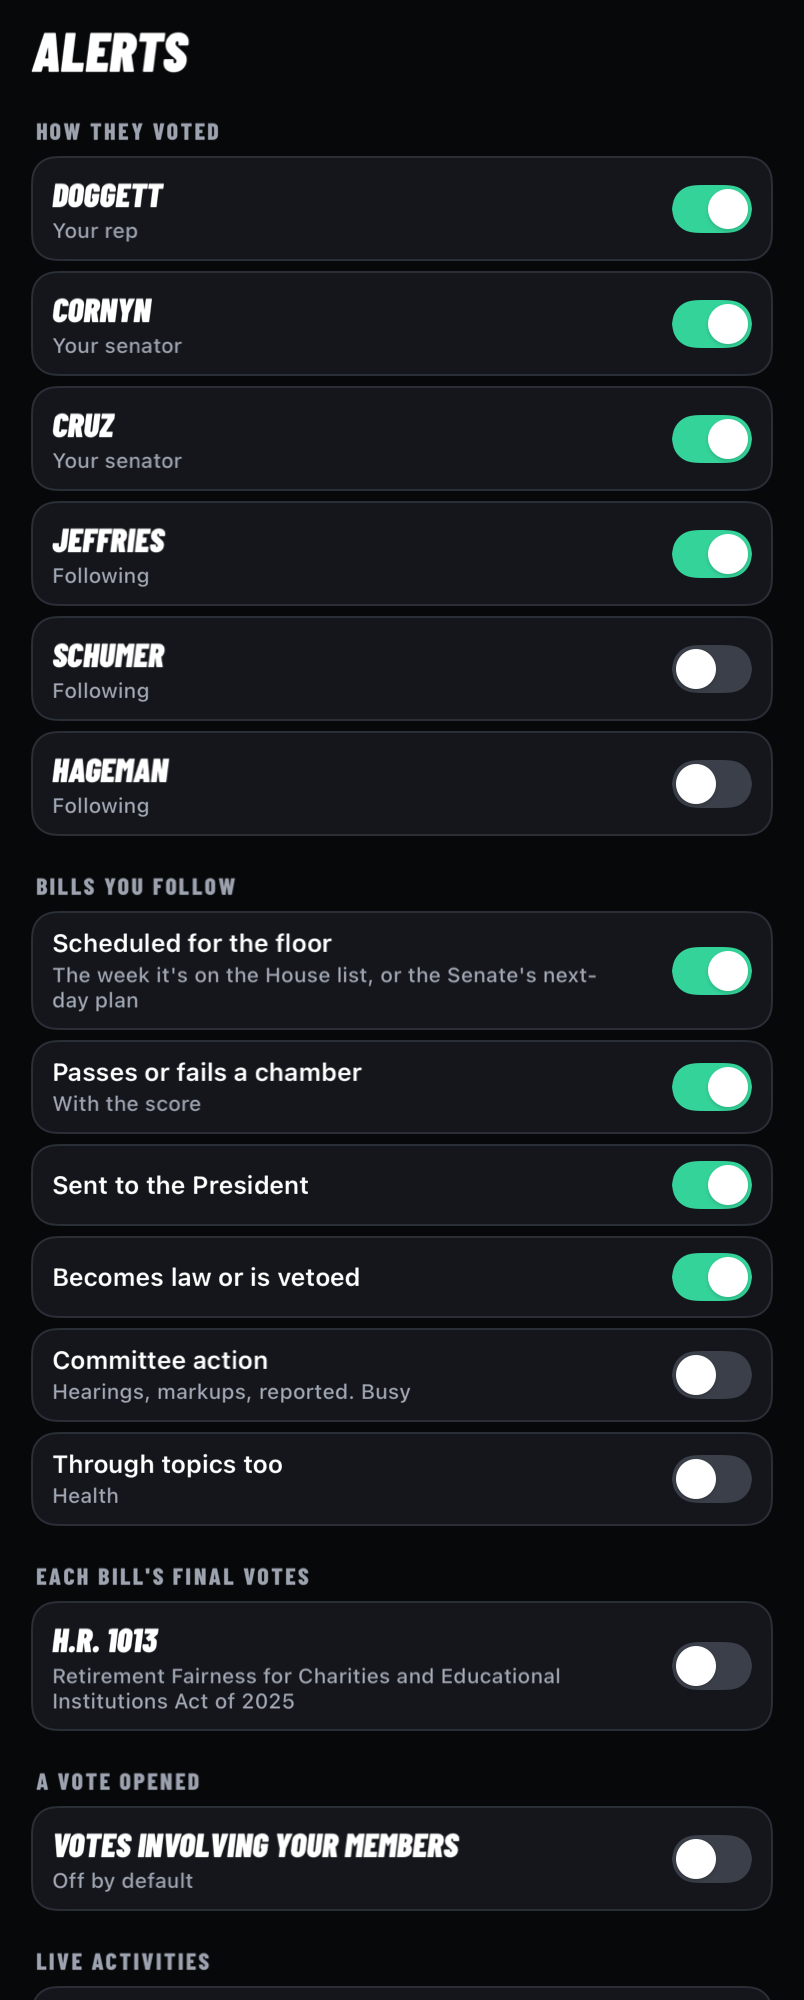 ALERTS
HOW THEY VOTED
DOGGETT
Your rep
CORNYN
Your senator
CRUZ
Your senator
JEFFRIES
Following
SCHUMER
Following
HAGEMAN
Following
BILLS YOU FOLLOW
Scheduled for the floor
The week it's on the House list, or the Senate's next-
day plan
Passes or fails a chamber
With the score
Sent to the President
Becomes law or is vetoed
Committee action
Hearings, markups, reported. Busy
Through topics too
Health
EACH BILL'S FINAL VOTES
H.R. 1013
Retirement Fairness for Charities and Educational
Institutions Act of 2025
A VOTE OPENED
VOTES INVOLVING YOUR MEMBERS
Off by default
LIVE ACTIVITIES